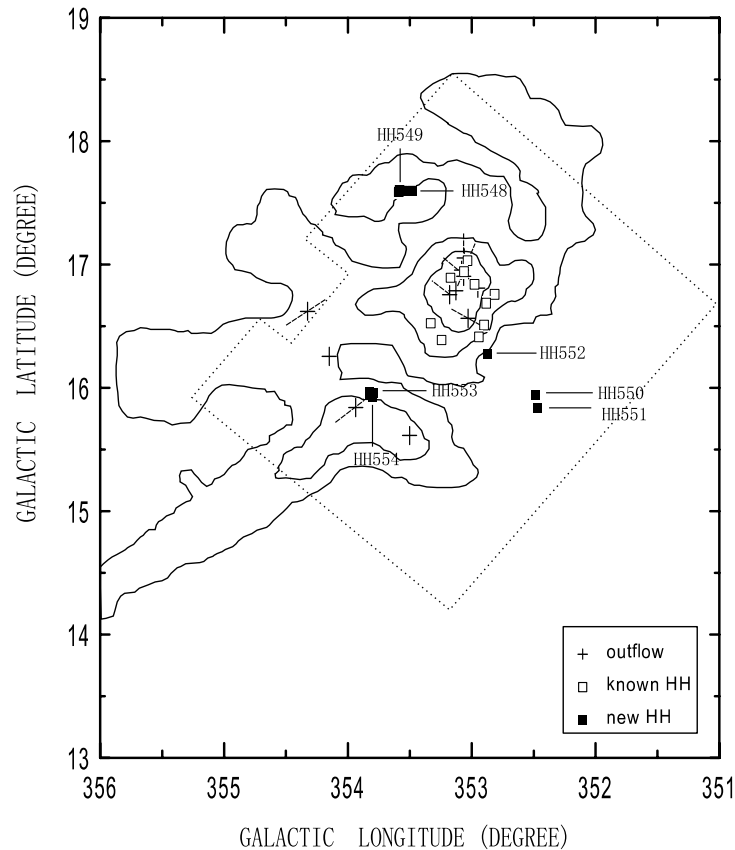 19
18
17
16
15
14
13
GALACTIC LATITUDE (DEGREE)
HH549
HH548
HH552
HH550
HH553
HH551
HH554
outflow
known HH
new HH
356 355 354 353 352 351
GALACTIC LONGITUDE (DEGREE)